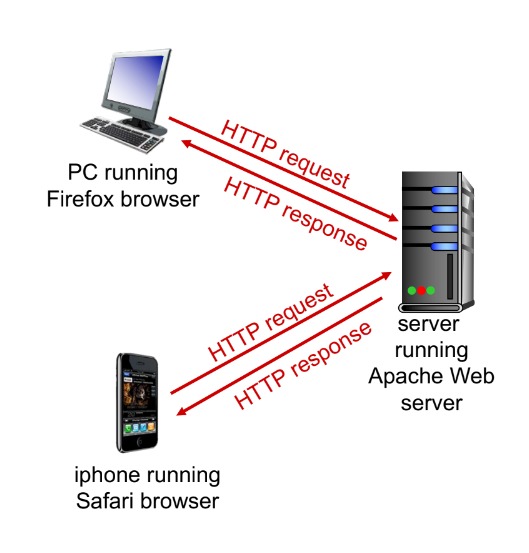 HTTP request
PC running
Firefox browser
HTTP response
HTTP request
server
running
Apache Web
server
HTTP response
iphone running
Safari browser